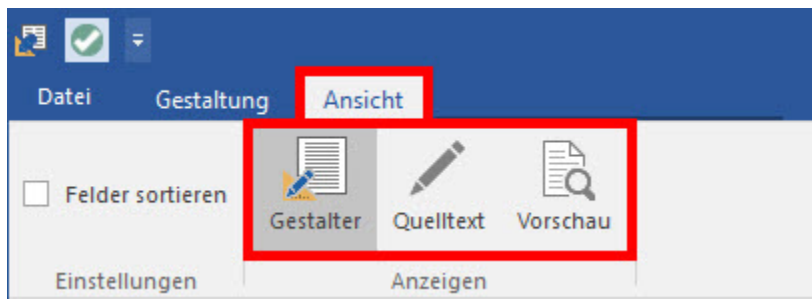 Datei Gestaltung Ansicht
Felder sortieren
Gestalter Quelltext Vorschau
Einstellungen Anzeigen